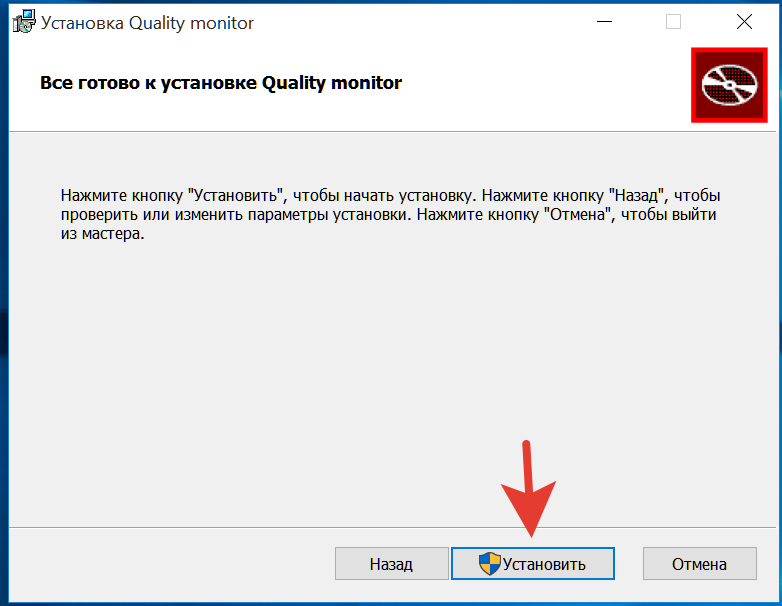 Установка Quality monitor
Все готово к установке Quality monitor
Нажмите кнопку "Установить", чтобы начать установку. Нажмите кнопку "Назад", чтобы
проверить или изменить параметры установки. Нажмите кнопку "Отмена", чтобы выйти
из мастера.
Назад
Установить
Отмена